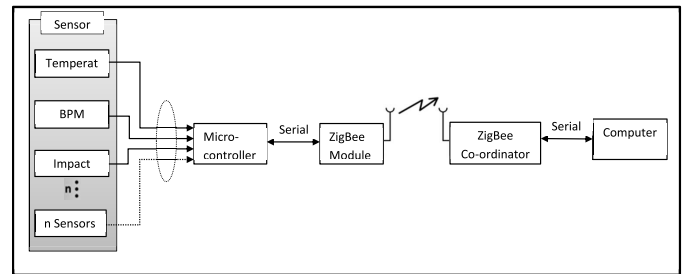 Sensor
Temperat
BPM
Impact
n
n Sensors
Micro-
controller
Serial
ZigBee
Module
ZigBee
Co-ordinator
Serial
Computer